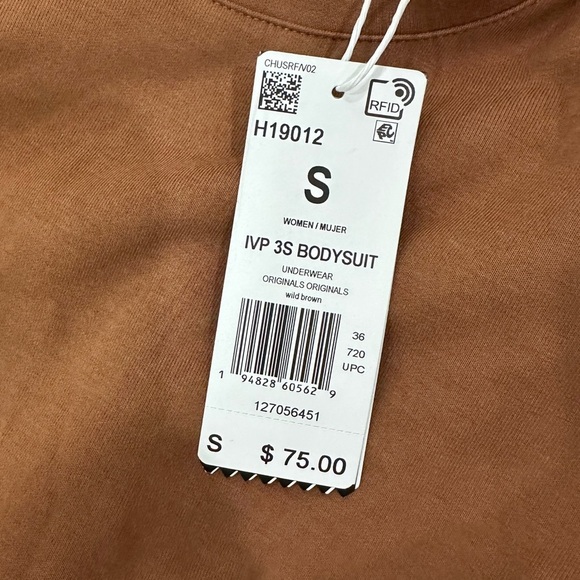 CHUSRF/V02
RFID
H19012
S
WOMEN / MUJER
IVP 3S BODYSUIT
UNDERWEAR
ORIGINALS ORIGINALS
wild brown
36
720
UPC
1 94828 60562 9
127056451
S $ 75.00